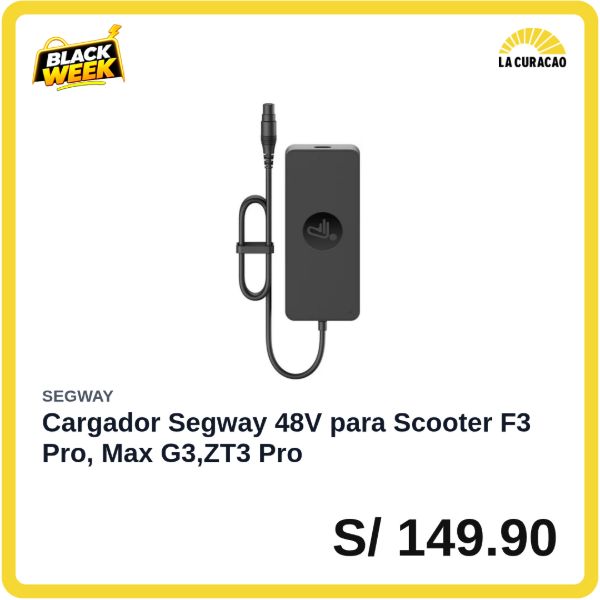 BLACK
WEEK
LA CURACAO
SEGWAY
Cargador Segway 48V para Scooter F3
Pro, Max G3,ZT3 Pro
S/ 149.90